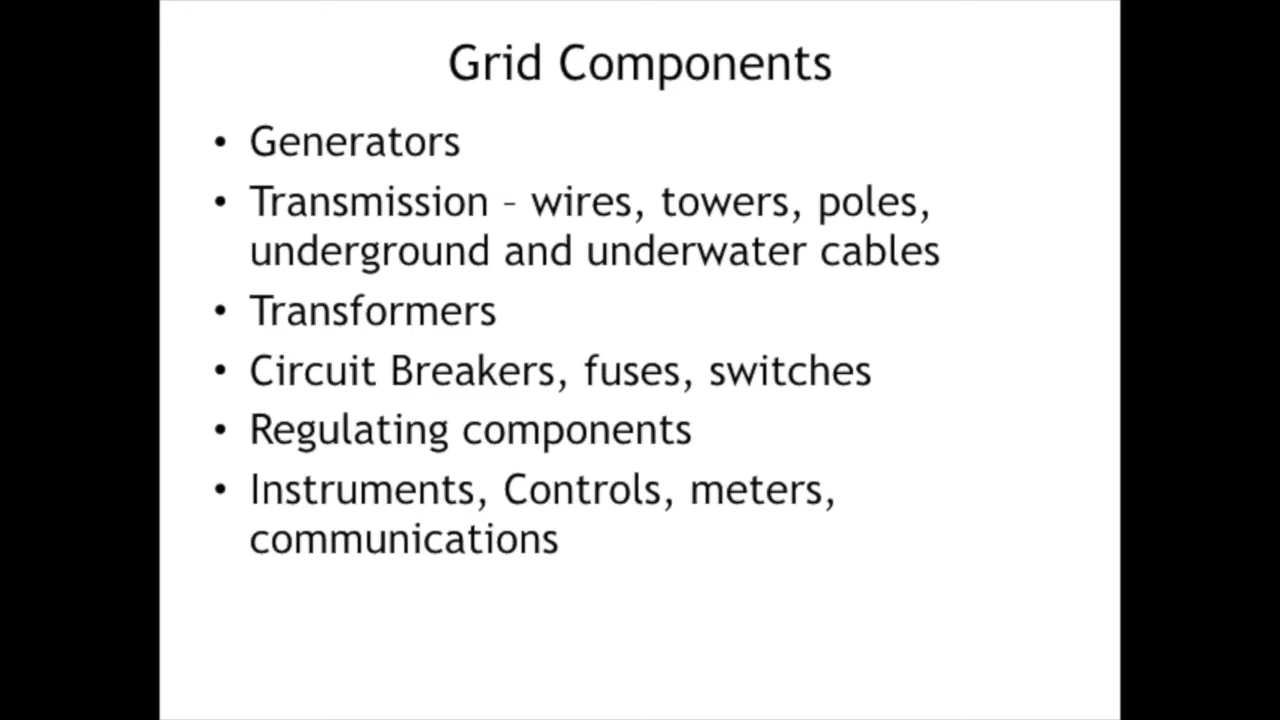 Grid Components
• Generators
• Transmission – wires, towers, poles,
underground and underwater cables
• Transformers
• Circuit Breakers, fuses, switches
• Regulating components
• Instruments, Controls, meters,
communications